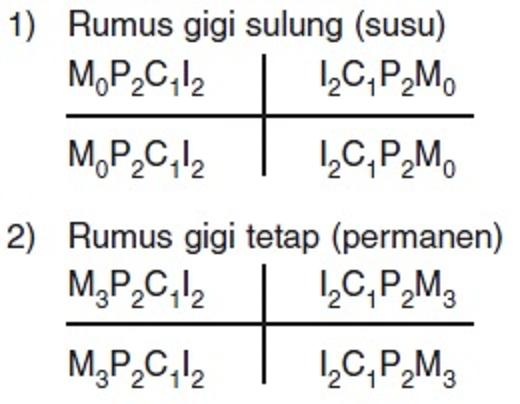 1) Rumus gigi sulung (susu)
M₀P₂C₁I₂ I₂C₁P₂M₀
M₀P₂C₁I₂ I₂C₁P₂M₀
2) Rumus gigi tetap (permanen)
M₃P₂C₁I₂ I₂C₁P₂M₃
M₃P₂C₁I₂ I₂C₁P₂M₃